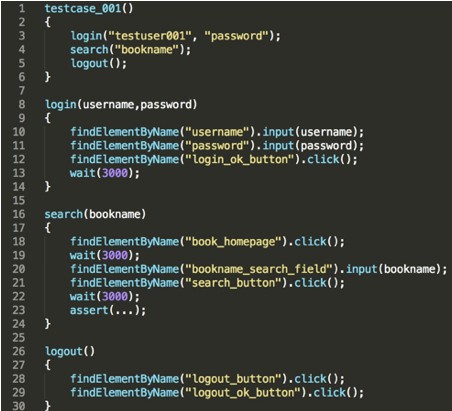 1 testcase_001()
2 {
3 login("testuser001", "password");
4 search("bookname");
5 logout();
6 }
7
8 login(username,password)
9 {
10 findElementByName("username").input(username);
11 findElementByName("password").input(password);
12 findElementByName("login_ok_button").click();
13 wait(3000);
14 }
15
16 search(bookname)
17 {
18 findElementByName("book_homepage").click();
19 wait(3000);
20 findElementByName("bookname_search_field").input(bookname);
21 findElementByName("search_button").click();
22 wait(3000);
23 assert(...);
24 }
25
26 logout()
27 {
28 findElementByName("logout_button").click();
29 findElementByName("logout_ok_button").click();
30 }